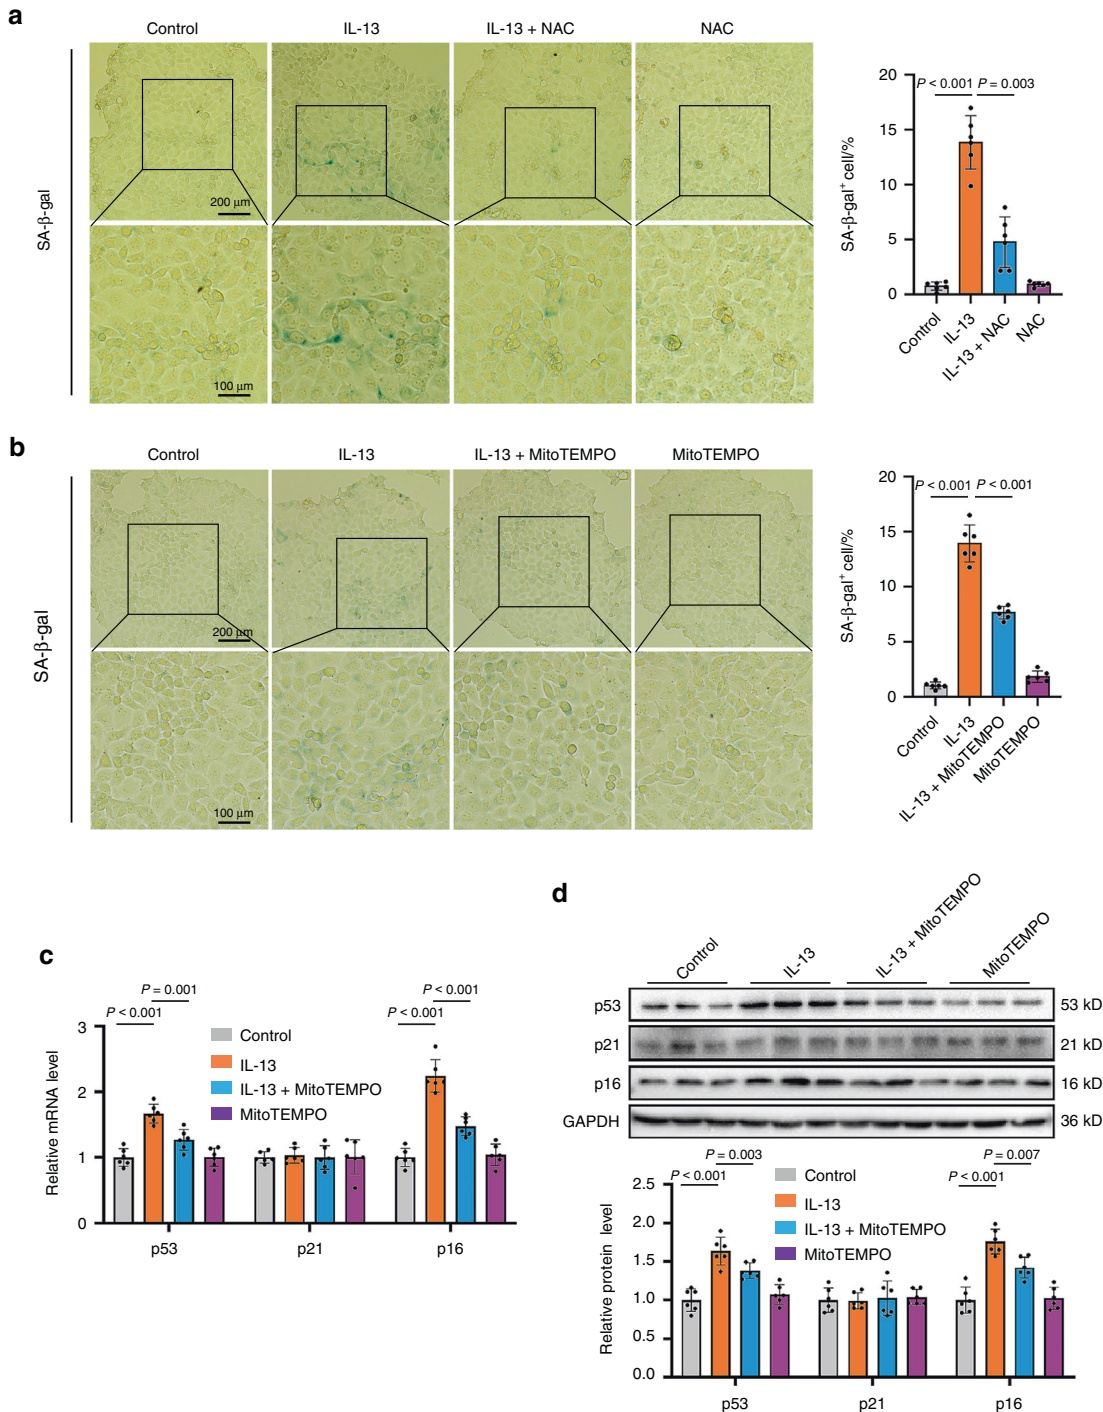 a
Control IL-13 IL-13 + NAC NAC
SA-β-gal
200 μm
100 μm
SA-β-gal⁺ cell/%
20
15
10
5
0
P < 0.001 P = 0.003
Control
IL-13
IL-13 + NAC
NAC
b
Control IL-13 IL-13 + MitoTEMPO MitoTEMPO
SA-β-gal
200 μm
100 μm
SA-β-gal⁺ cell/%
20
15
10
5
0
P < 0.001 P < 0.001
Control
IL-13
IL-13 + MitoTEMPO
MitoTEMPO
c
Relative mRNA level
3
2
1
0
P < 0.001
P = 0.001
P < 0.001
P < 0.001
Control
IL-13
IL-13 + MitoTEMPO
MitoTEMPO
p53 p21 p16
d
Control IL-13 IL-13 + MitoTEMPO MitoTEMPO
p53 53 kD
p21 21 kD
p16 16 kD
GAPDH 36 kD
Relative protein level
2.5
2.0
1.5
1.0
0.5
0.0
P < 0.001
P = 0.003
P < 0.001
P = 0.007
Control
IL-13
IL-13 + MitoTEMPO
MitoTEMPO
p53 p21 p16